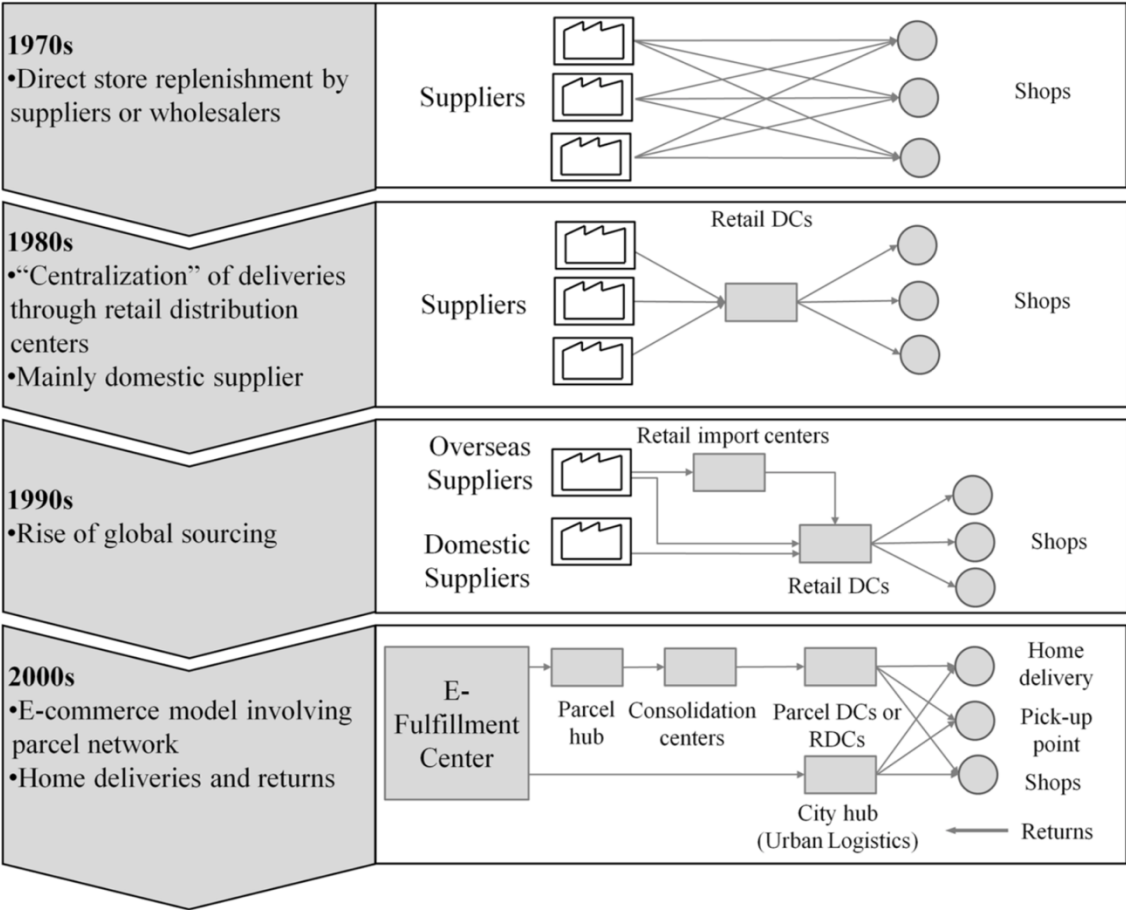 1970s
•Direct store replenishment by
suppliers or wholesalers
Suppliers
Shops
1980s
•“Centralization” of deliveries
through retail distribution
centers
•Mainly domestic supplier
Retail DCs
Suppliers
Shops
1990s
•Rise of global sourcing
Overseas
Suppliers
Retail import centers
Domestic
Suppliers
Retail DCs
Shops
2000s
•E-commerce model involving
parcel network
•Home deliveries and returns
E-
Fulfillment
Center
Parcel
hub
Consolidation
centers
Parcel DCs or
RDCs
City hub
(Urban Logistics)
Home
delivery
Pick-up
point
Shops
Returns